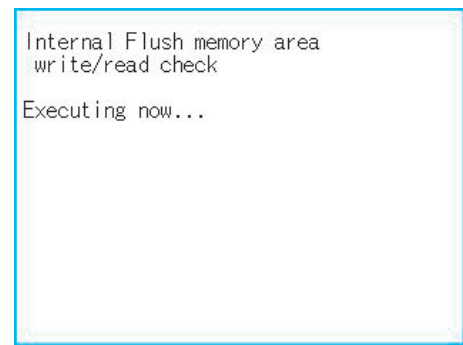 Internal Flush memory area
write/read check
Executing now...